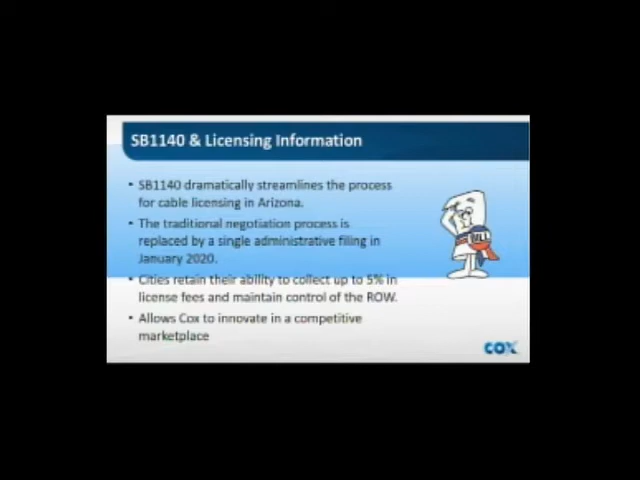 SB1140 & Licensing Information
• SB1140 dramatically streamlines the process
for cable licensing in Arizona.
• The traditional negotiation process is
replaced by a single administrative filing in
January 2020.
• Cities retain their ability to collect up to 5% in
license fees and maintain control of the ROW.
• Allows Cox to innovate in a competitive
marketplace
BILL
COX